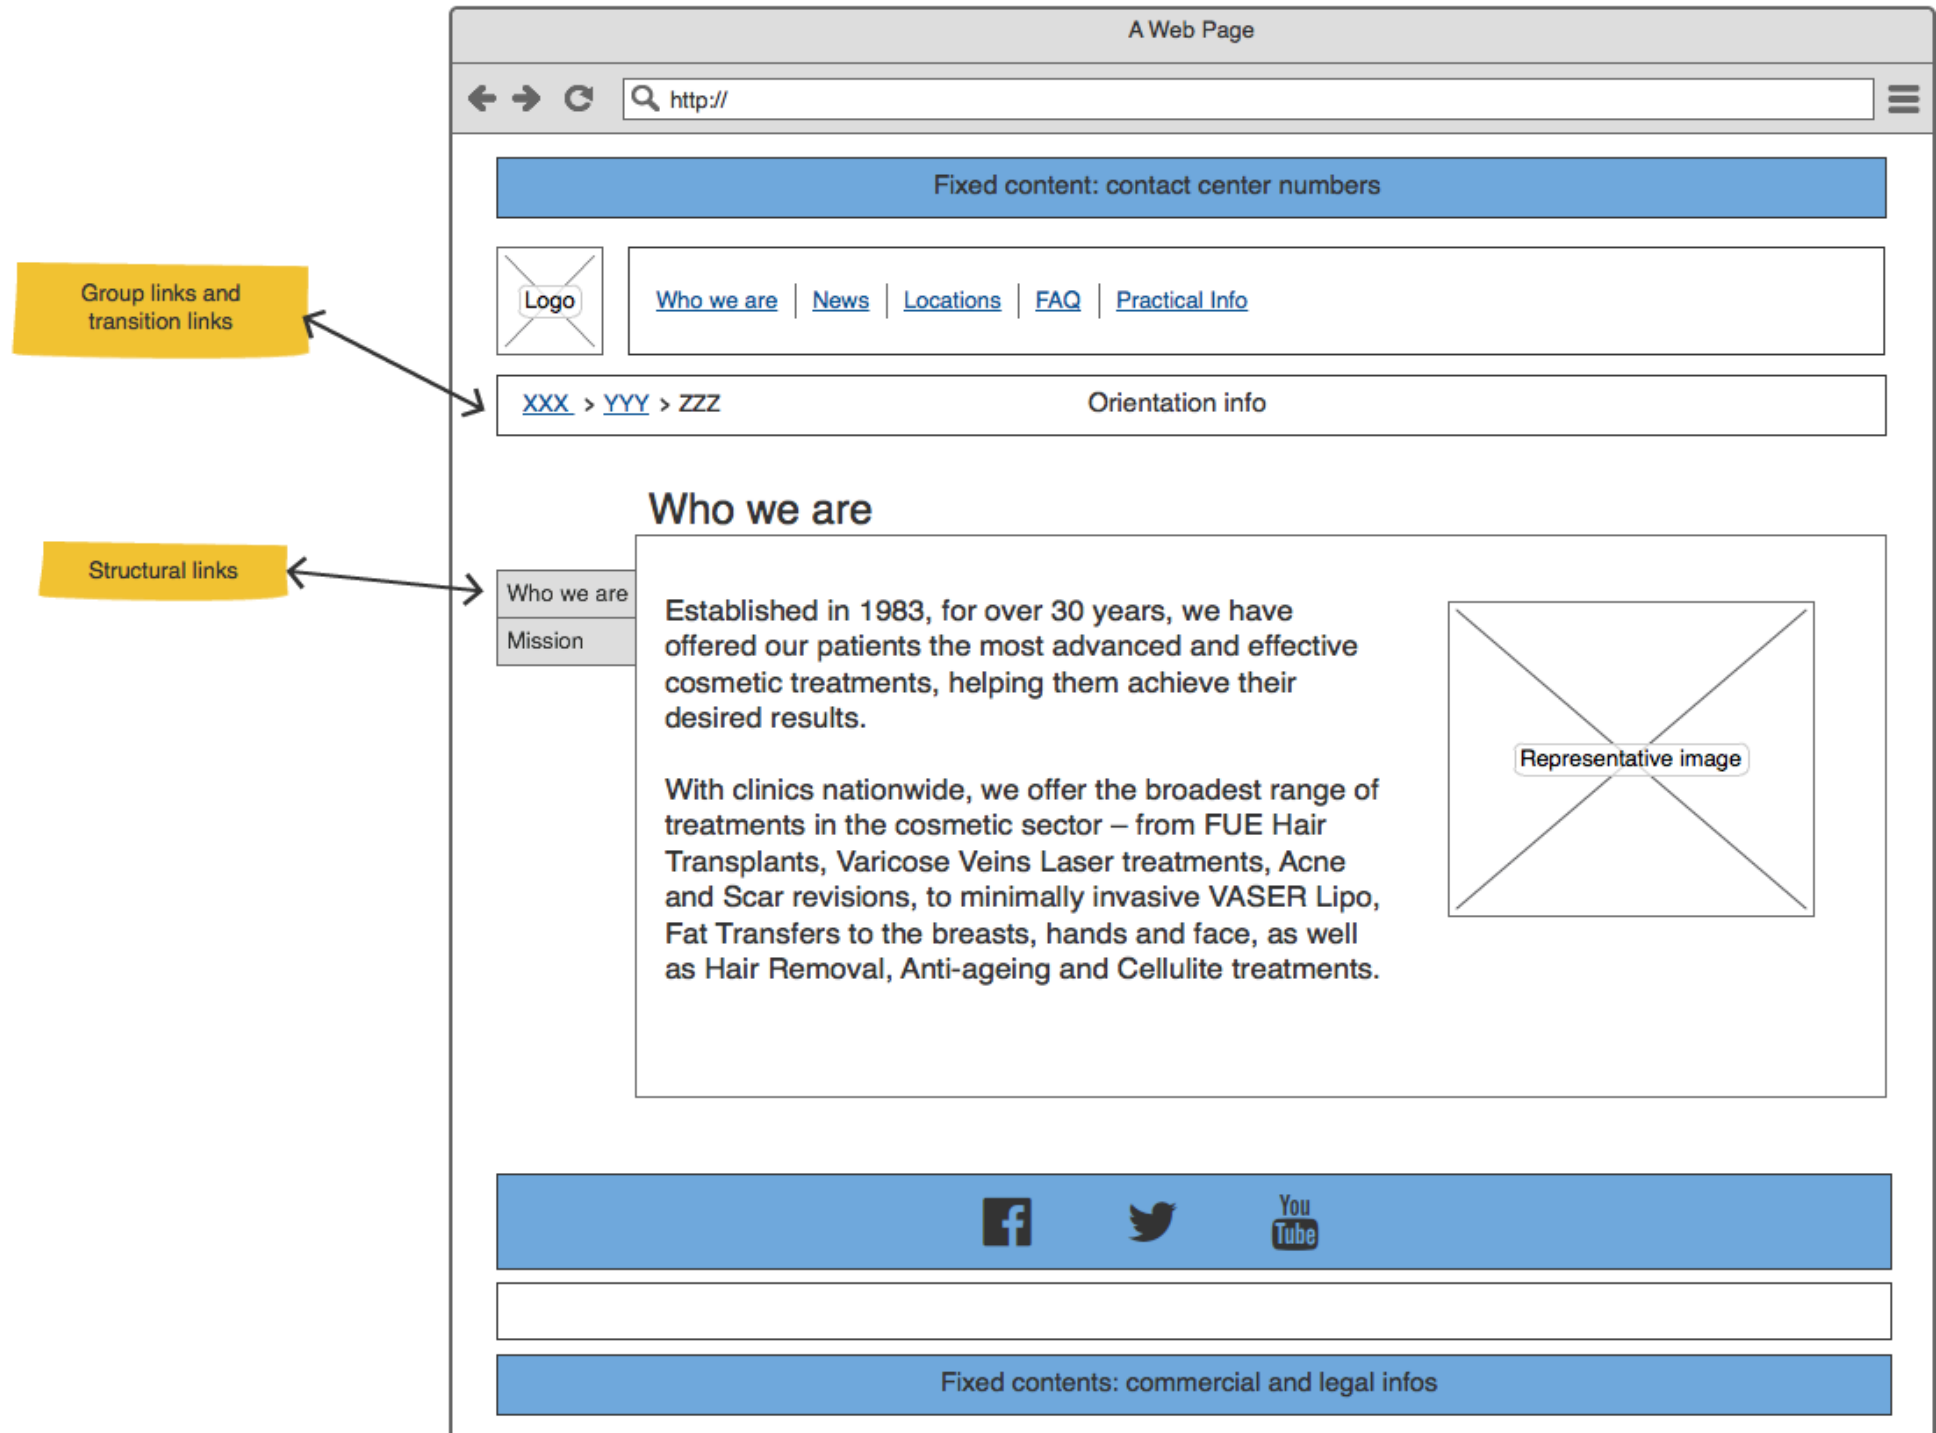 A Web Page
http://
Fixed content: contact center numbers
Group links and
transition links
Logo
Who we are | News | Locations | FAQ | Practical Info
XXX > YYY > ZZZ
Orientation info
Who we are
Structural links
Who we are
Mission
Established in 1983, for over 30 years, we have
offered our patients the most advanced and effective
cosmetic treatments, helping them achieve their
desired results.
With clinics nationwide, we offer the broadest range of
treatments in the cosmetic sector – from FUE Hair
Transplants, Varicose Veins Laser treatments, Acne
and Scar revisions, to minimally invasive VASER Lipo,
Fat Transfers to the breasts, hands and face, as well
as Hair Removal, Anti-ageing and Cellulite treatments.
Representative image
You
Tube
Fixed contents: commercial and legal infos